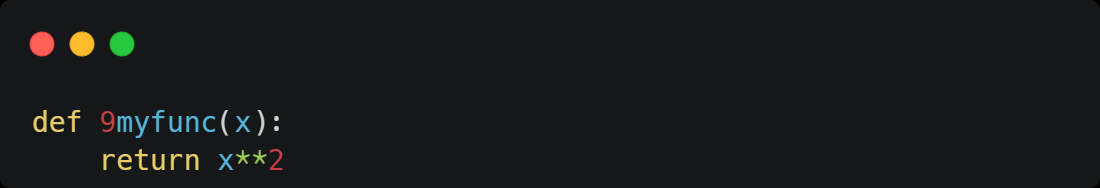 def 9myfunc(x):
    return x**2